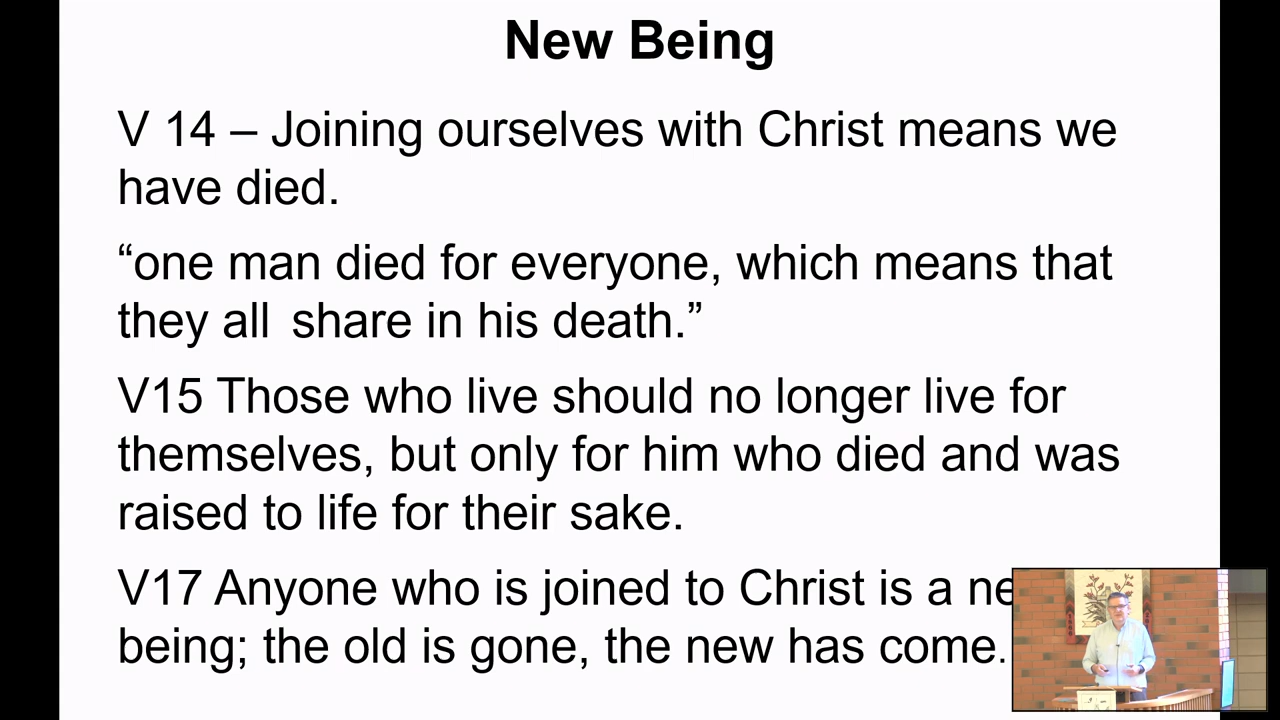 New Being
V 14 – Joining ourselves with Christ means we
have died.
“one man died for everyone, which means that
they all share in his death.”
V15 Those who live should no longer live for
themselves, but only for him who died and was
raised to life for their sake.
V17 Anyone who is joined to Christ is a
being; the old is gone, the new has come.